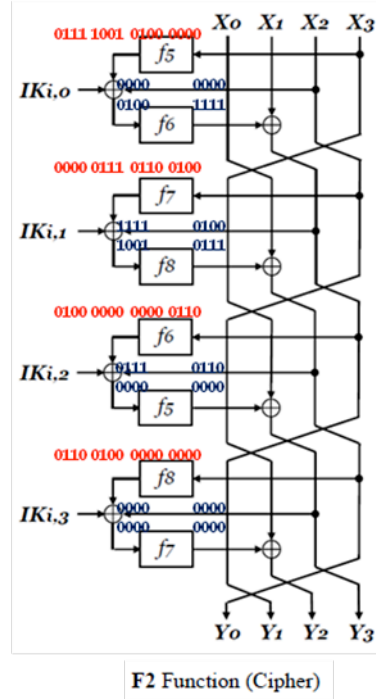 X0 X1 X2 X3
0111 1001 0100 0000
f5
IKi,0 0000 0000
0100 1111
f6
0000 0111 0110 0100
f7
IKi,1 1111 0100
1001 0111
f8
0100 0000 0000 0110
f6
IKi,2 0111 0110
0000 0000
f5
0110 0100 0000 0000
f8
IKi,3 0000 0000
0000 0000
f7
Y0 Y1 Y2 Y3
F2 Function (Cipher)